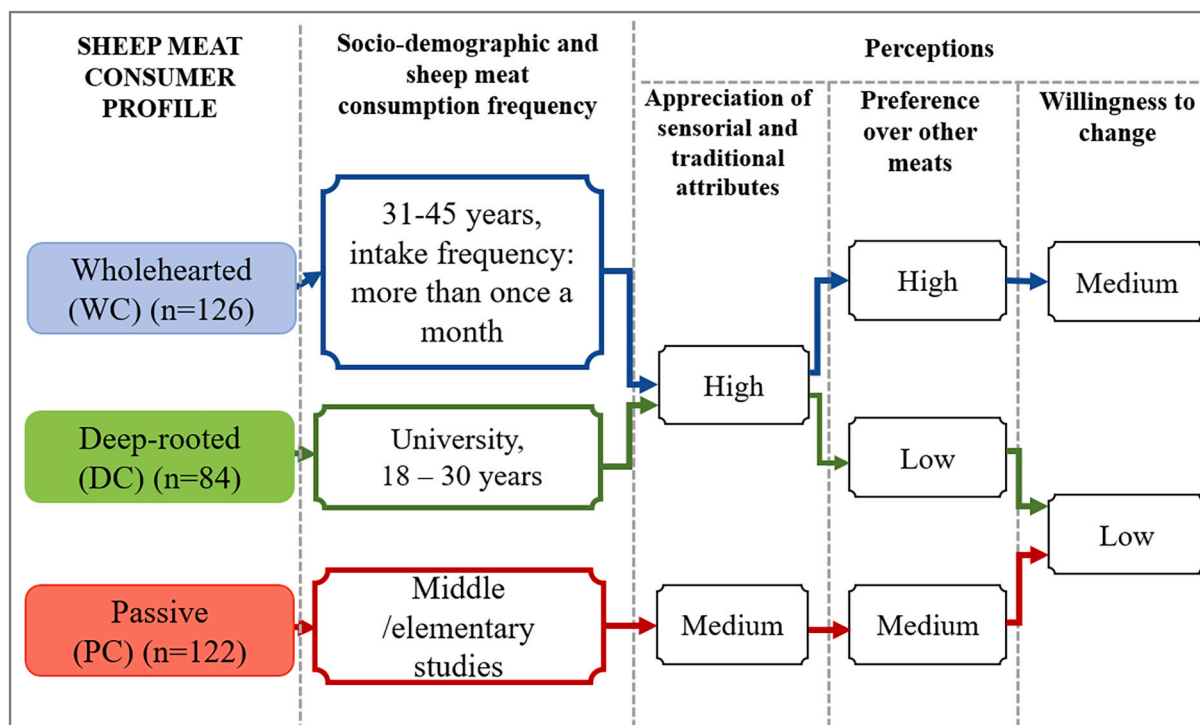 SHEEP MEAT
CONSUMER
PROFILE
Socio-demographic and
sheep meat
consumption frequency
Perceptions
Appreciation of
sensorial and
traditional
attributes
Preference
over other
meats
Willingness to
change
Wholehearted
(WC) (n=126)
31-45 years,
intake frequency:
more than once a
month
High
High
Medium
Deep-rooted
(DC) (n=84)
University,
18 – 30 years
Low
Low
Passive
(PC) (n=122)
Middle
/elementary
studies
Medium
Medium